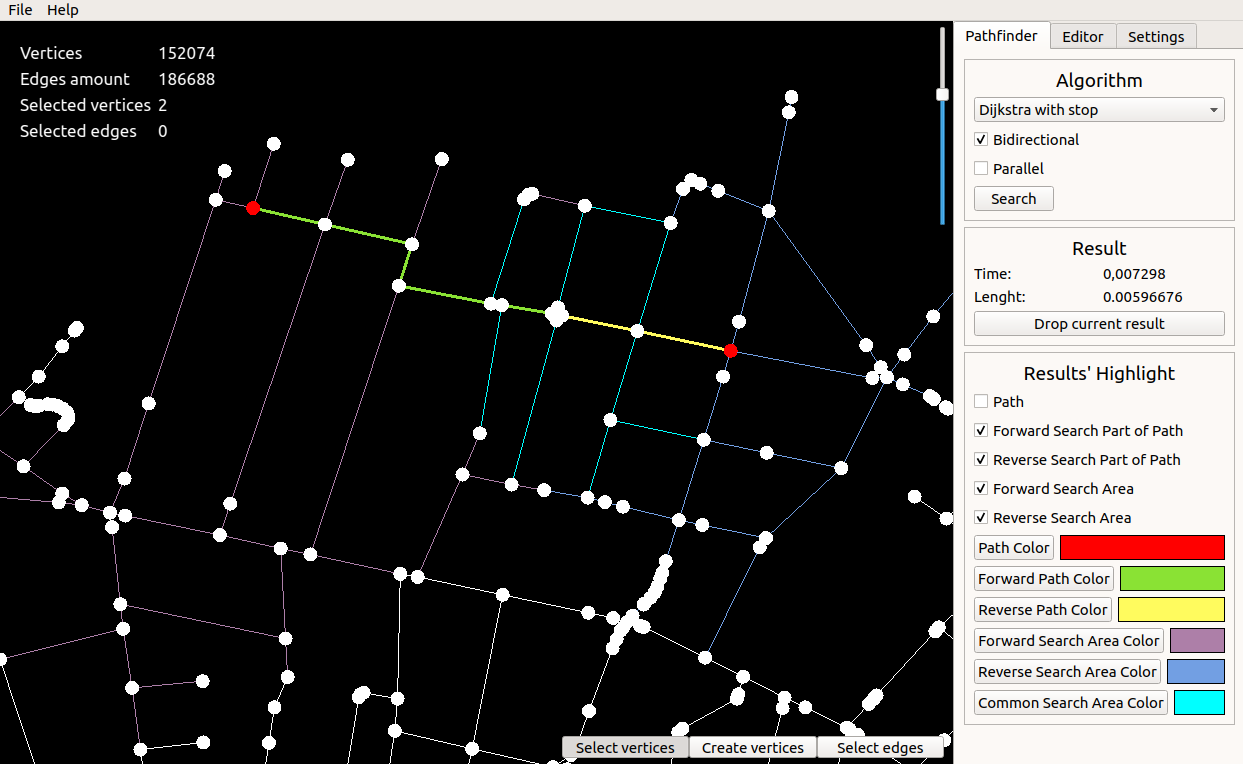 File Help
Vertices 152074
Edges amount 186688
Selected vertices 2
Selected edges 0
Select vertices Create vertices Select edges
Pathfinder Editor Settings
Algorithm
Dijkstra with stop
Bidirectional
Parallel
Search
Result
Time: 0,007298
Lenght: 0.00596676
Drop current result
Results' Highlight
Path
Forward Search Part of Path
Reverse Search Part of Path
Forward Search Area
Reverse Search Area
Path Color
Forward Path Color
Reverse Path Color
Forward Search Area Color
Reverse Search Area Color
Common Search Area Color